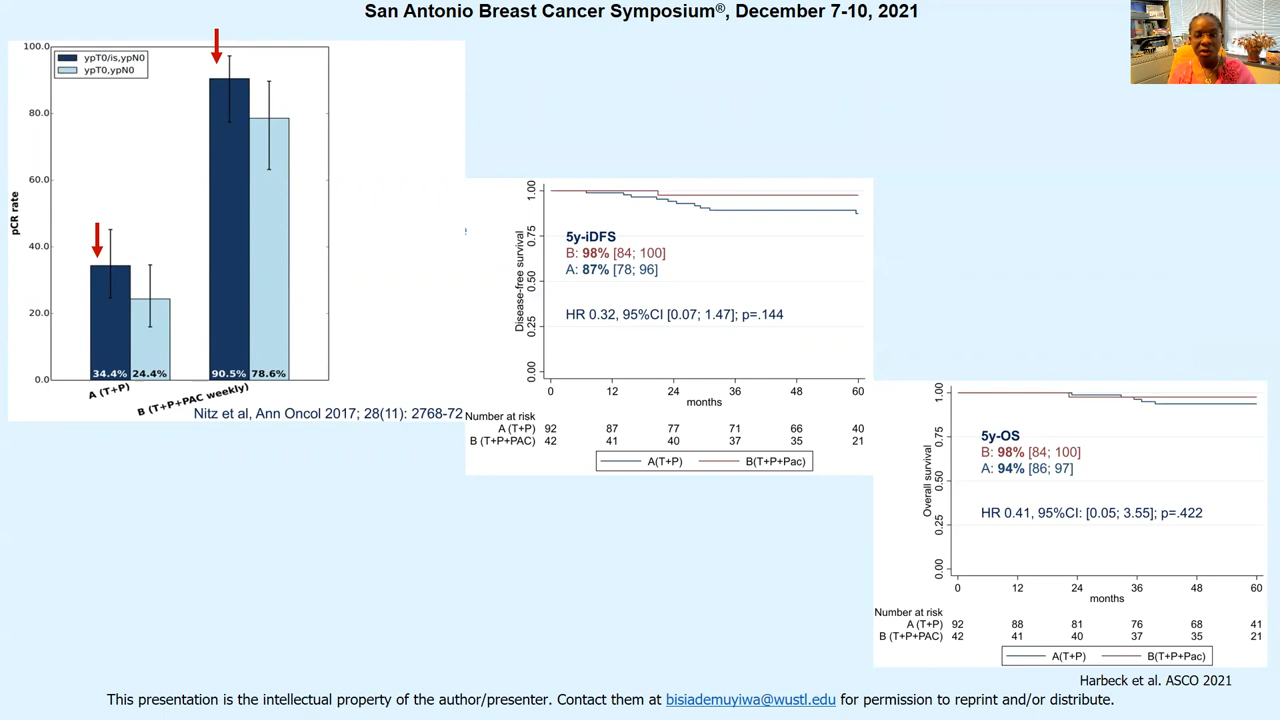 San Antonio Breast Cancer Symposium®, December 7-10, 2021
100.0
80.0
60.0
40.0
20.0
0.0
pCR rate
ypT0/is,ypN0
ypT0,ypN0
34.4% 24.4% 90.5% 78.6%
A (T+P)
B (T+P+PAC weekly)
Nitz et al, Ann Oncol 2017; 28(11): 2768-72
e
Disease-free survival
1.00
0.75
0.50
0.25
0.00
5y-iDFS
B: 98% [84; 100]
A: 87% [78; 96]
HR 0.32, 95%CI [0.07; 1.47]; p=.144
0 12 24 36 48 60
months
Number at risk
A (T+P) 92 87 77 71 66 40
B (T+P+PAC) 42 41 40 37 35 21
A(T+P) B(T+P+Pac)
Overall survival
1.00
0.75
0.50
0.25
0.00
5y-OS
B: 98% [84; 100]
A: 94% [86; 97]
HR 0.41, 95%CI: [0.05; 3.55]; p=.422
0 12 24 36 48 60
months
Number at risk
A (T+P) 92 88 81 76 68 41
B (T+P+PAC) 42 41 40 37 35 21
A(T+P) B(T+P+Pac)
Harbeck et al. ASCO 2021
This presentation is the intellectual property of the author/presenter. Contact them at bisiademuyiwa@wustl.edu for permission to reprint and/or distribute.